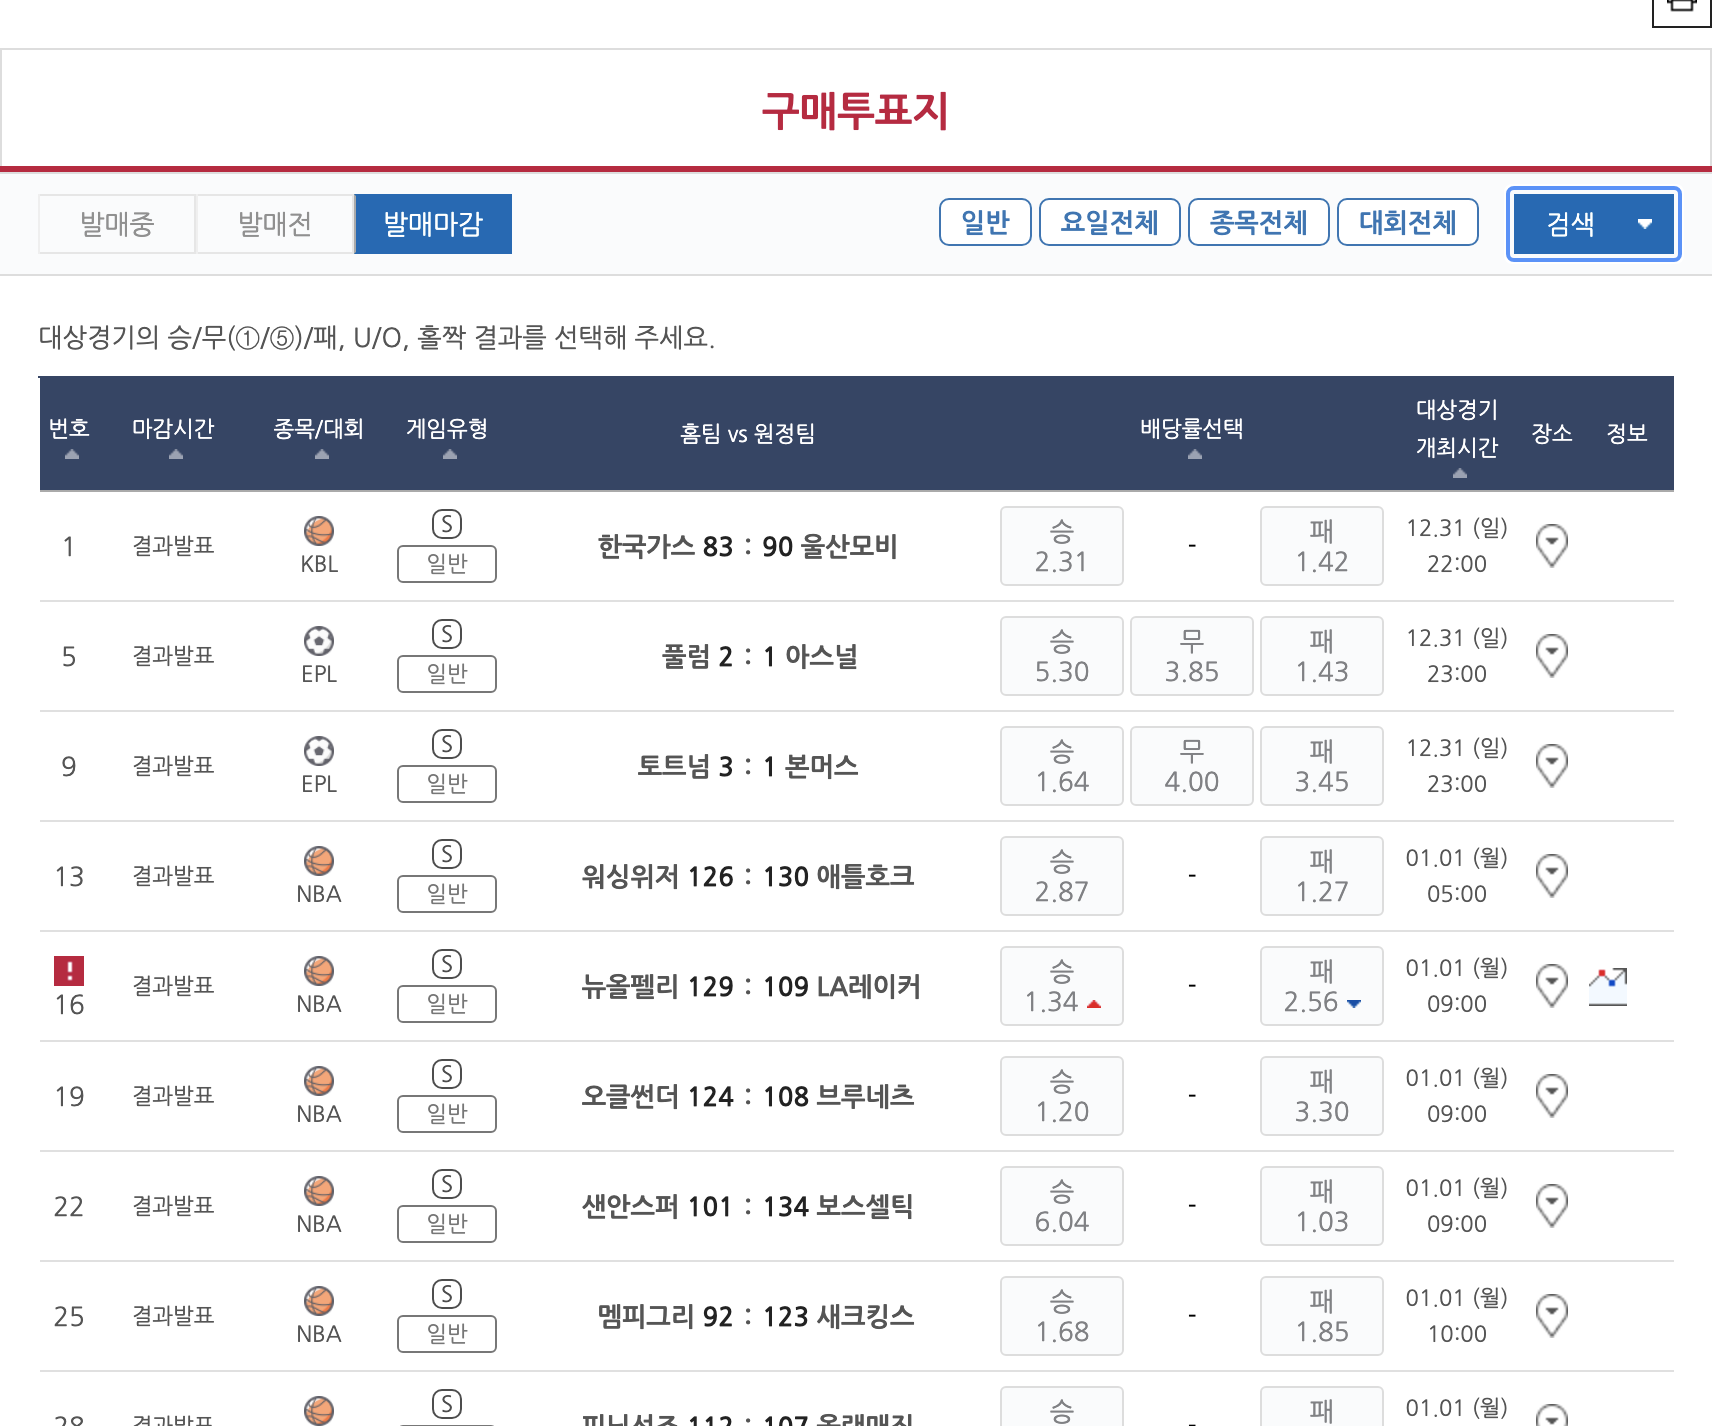 구매투표지
발매중 발매전 발매마감 일반 요일전체 종목전체 대회전체 검색
대상경기의 승/무(①/⑤)/패, U/O, 홀짝 결과를 선택해 주세요.
번호 마감시간 종목/대회 게임유형 홈팀 vs 원정팀 배당률선택 대상경기 개최시간 장소 정보
1 결과발표 KBL S 일반 한국가스 83 : 90 울산모비 승 2.31 - 패 1.42 12.31 (일) 22:00
5 결과발표 EPL S 일반 풀럼 2 : 1 아스널 승 5.30 무 3.85 패 1.43 12.31 (일) 23:00
9 결과발표 EPL S 일반 토트넘 3 : 1 본머스 승 1.64 무 4.00 패 3.45 12.31 (일) 23:00
13 결과발표 NBA S 일반 워싱위저 126 : 130 애틀호크 승 2.87 - 패 1.27 01.01 (월) 05:00
! 16 결과발표 NBA S 일반 뉴올펠리 129 : 109 LA레이커 승 1.34 - 패 2.56 01.01 (월) 09:00
19 결과발표 NBA S 일반 오클썬더 124 : 108 브루네츠 승 1.20 - 패 3.30 01.01 (월) 09:00
22 결과발표 NBA S 일반 샌안스퍼 101 : 134 보스셀틱 승 6.04 - 패 1.03 01.01 (월) 09:00
25 결과발표 NBA S 일반 멤피그리 92 : 123 새크킹스 승 1.68 - 패 1.85 01.01 (월) 10:00
28 결과발표 S 112 : 107 승 - 패 01.01 (월)